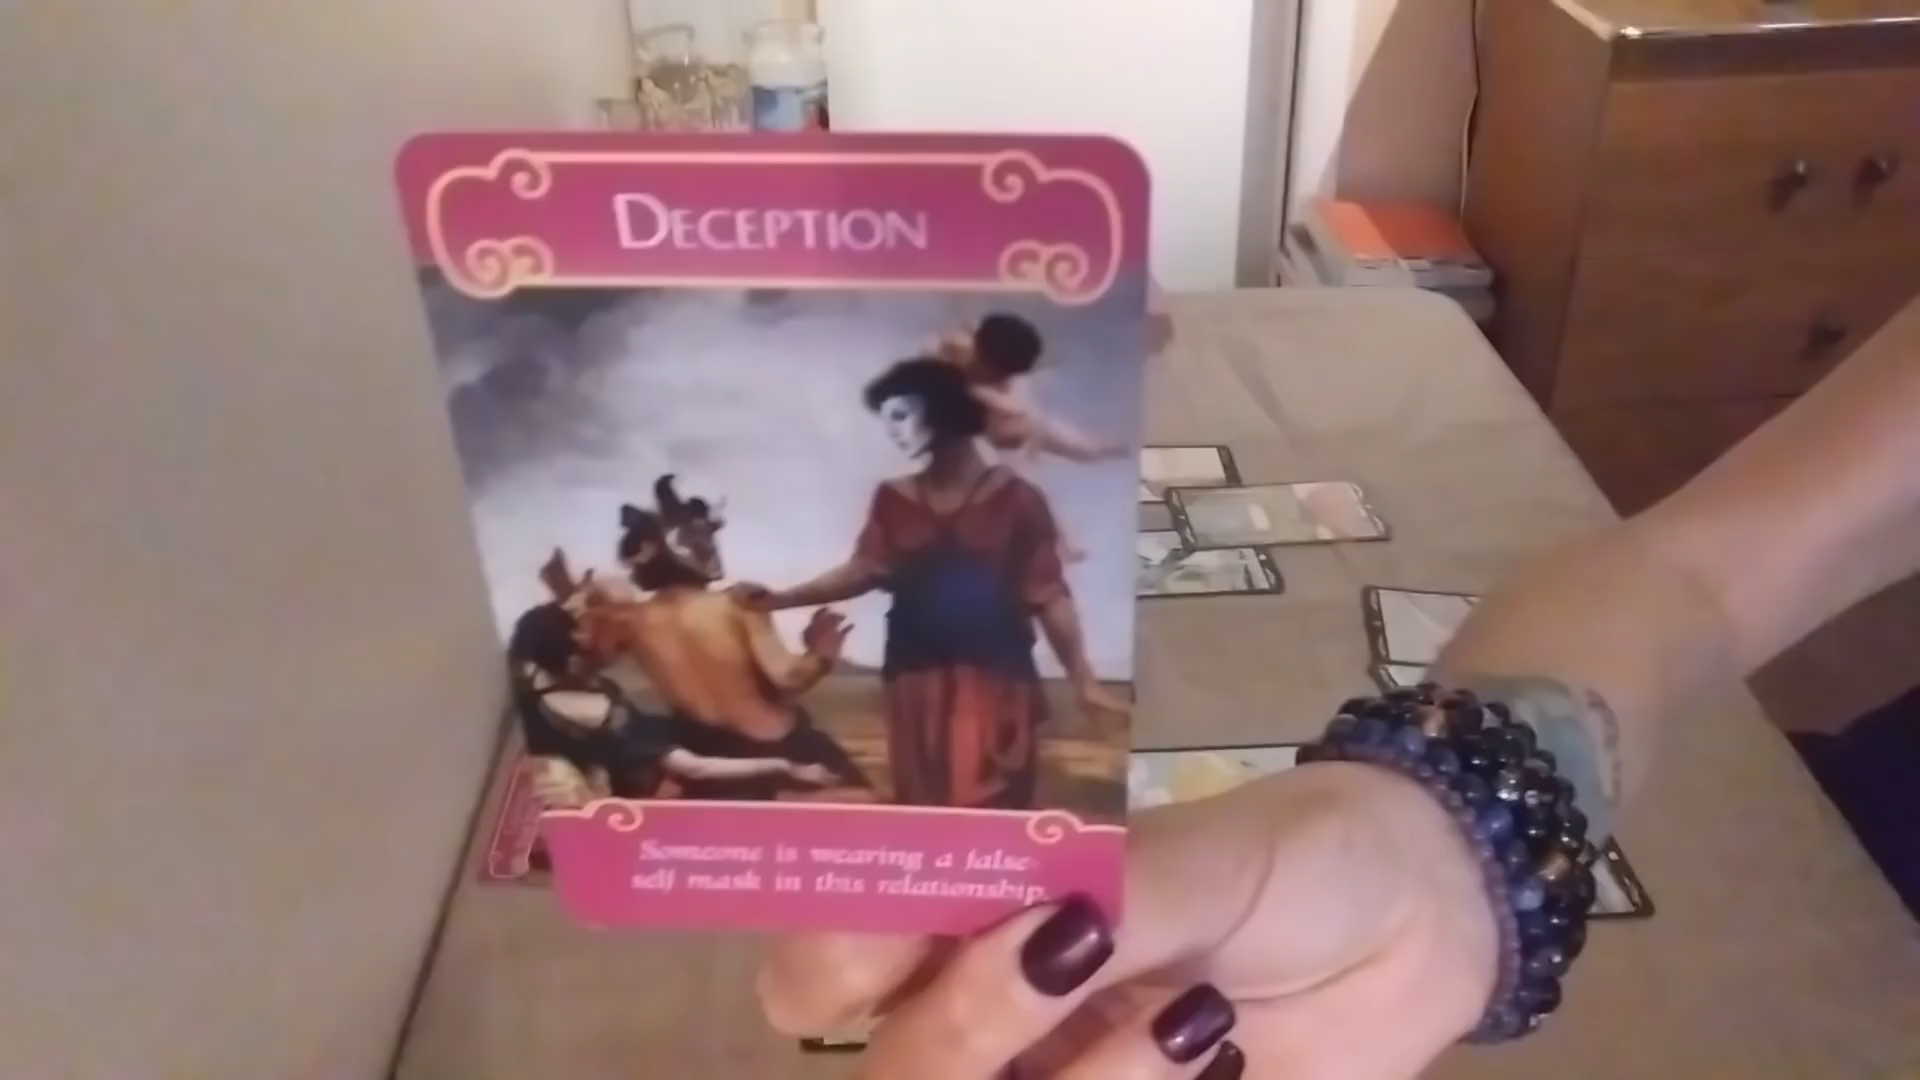 DECEPTION
Someone is wearing a false-
self mask in this relationship.